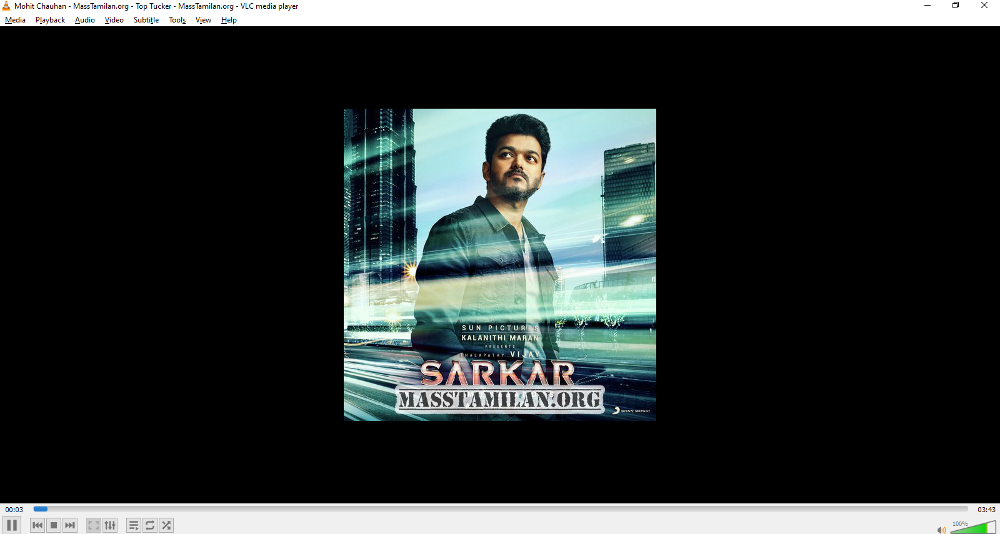 Mohit Chauhan - MassTamilan.org - Top Tucker - MassTamilan.org - VLC media player
Media Playback Audio Video Subtitle Tools View Help
SUN PICTURES
KALANITHI MARAN
PRESENTS
THALAPATHY VIJAY
SARKAR
MASSTAMILAN.ORG
SONY MUSIC
00:03
03:43
100%